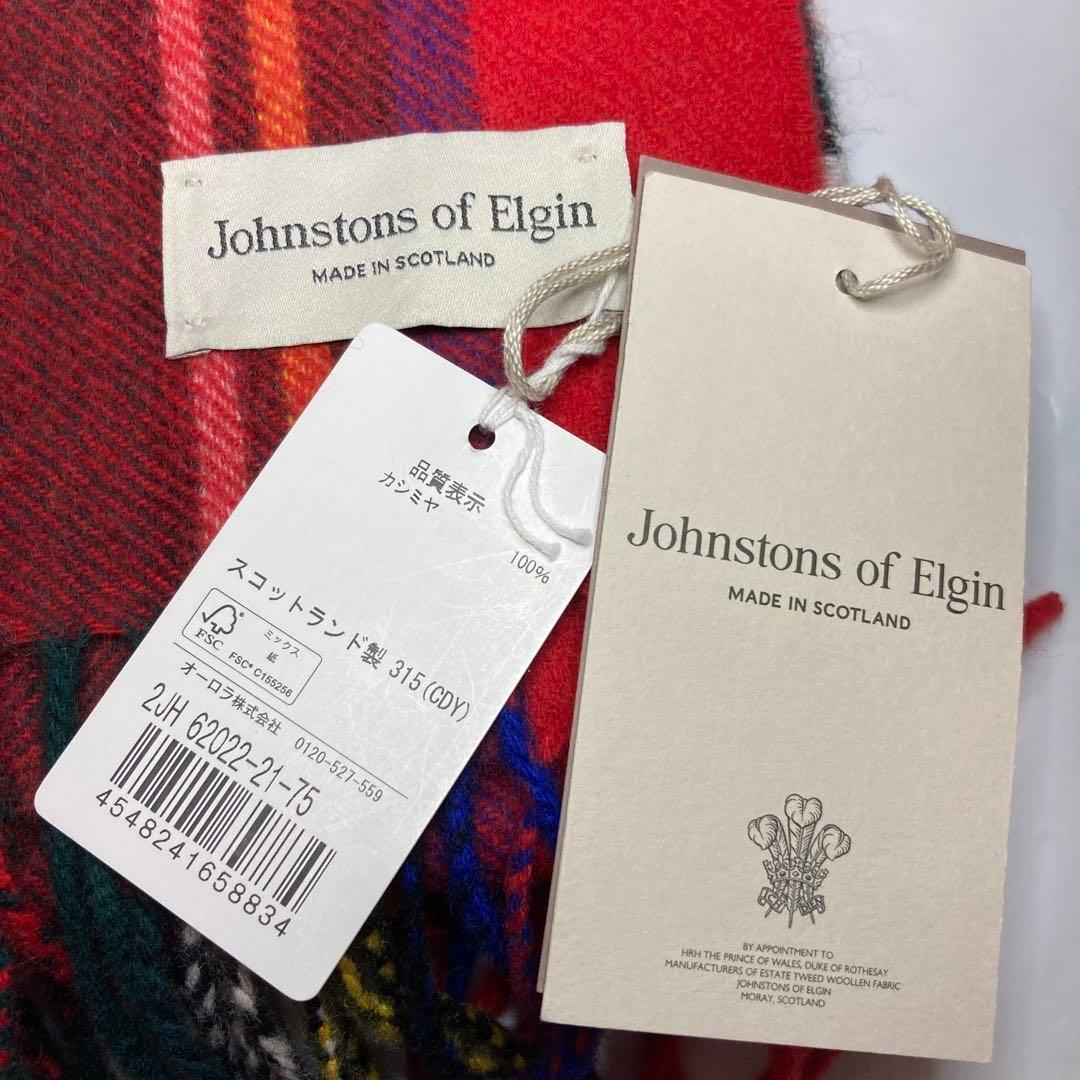 Johnstons of Elgin
MADE IN SCOTLAND
品質表示
カシミヤ
100%
スコットランド製 315(CDY)
FSC
ミックス
紙
FSC® C155256
オーロラ株式会社 0120-527-559
2JH 62022-21-75
4548241658834
Johnstons of Elgin
MADE IN SCOTLAND
BY APPOINTMENT TO
HRH THE PRINCE OF WALES, DUKE OF ROTHESAY
MANUFACTURERS OF ESTATE TWEED WOOLLEN FABRIC
JOHNSTONS OF ELGIN
MORAY, SCOTLAND